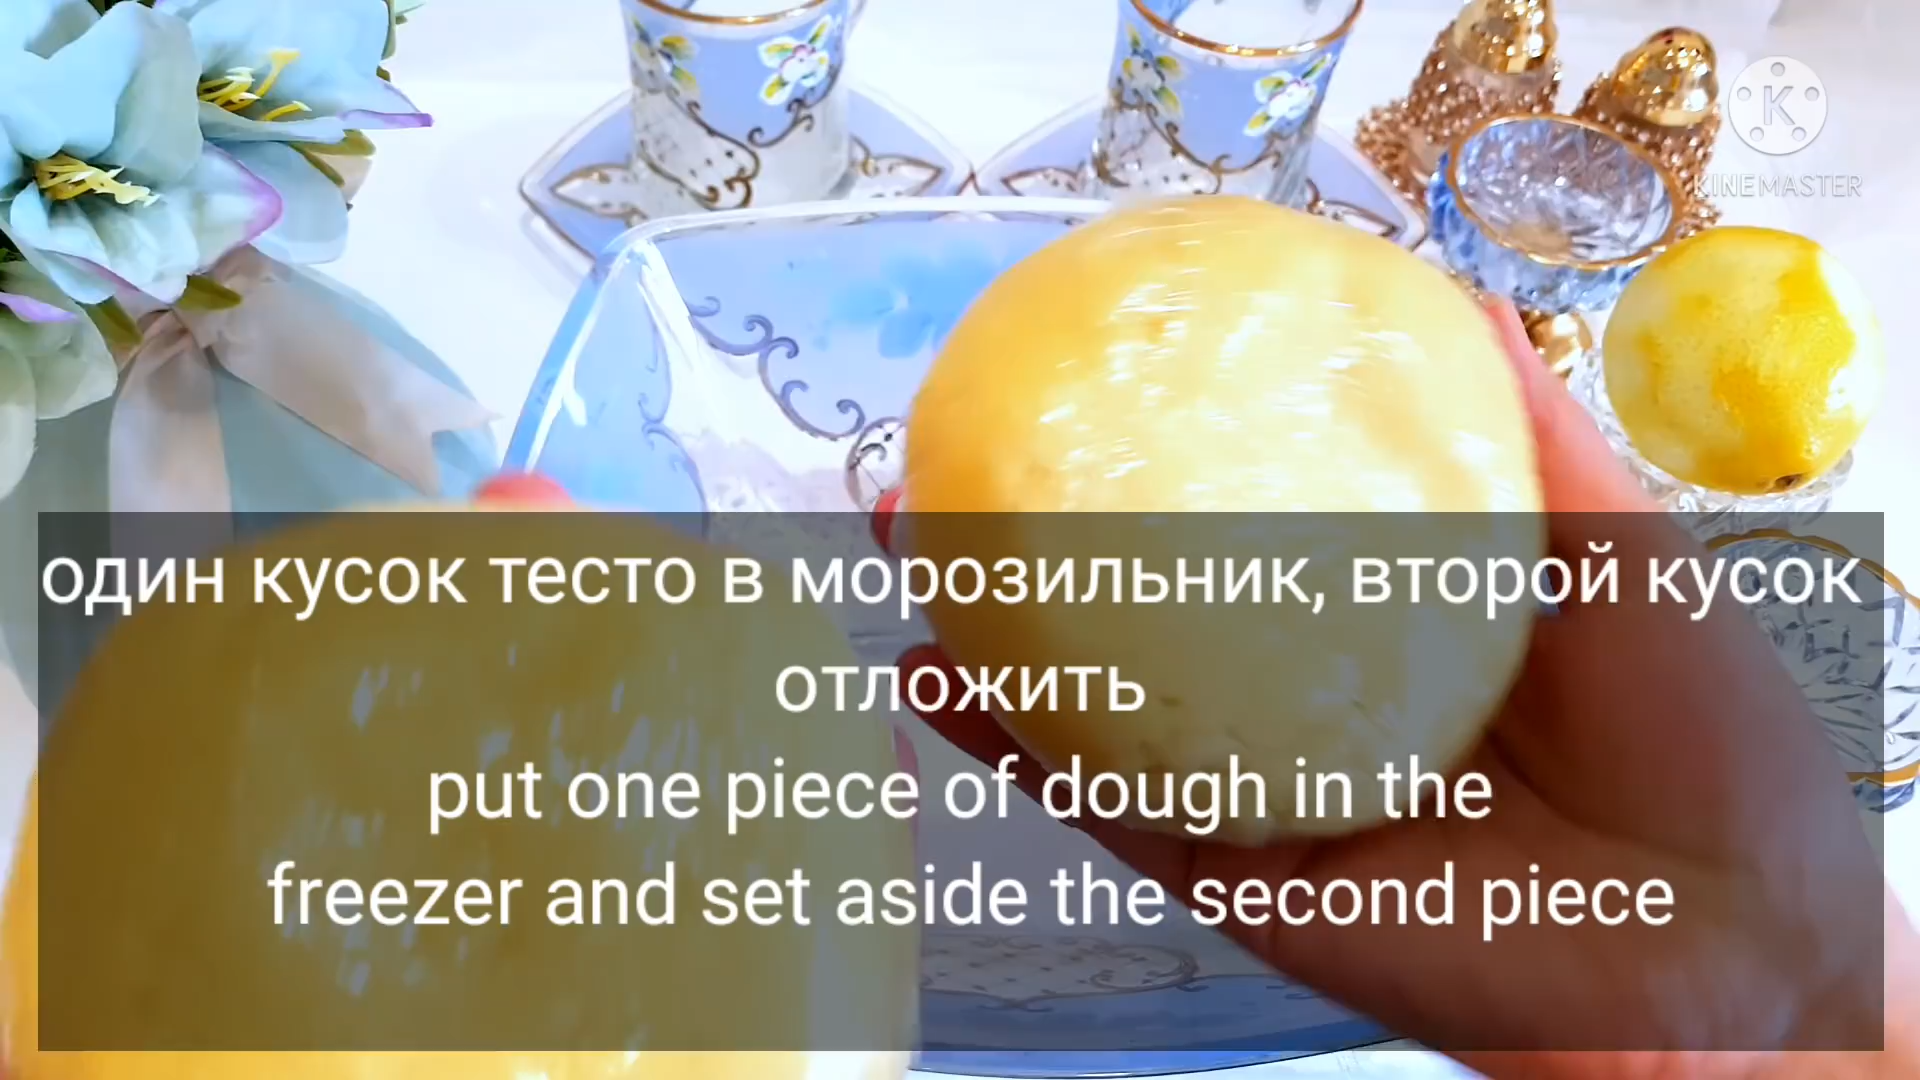 K
KINEMASTER
один кусок тесто в морозильник, второй кусок
отложить
put one piece of dough in the
freezer and set aside the second piece